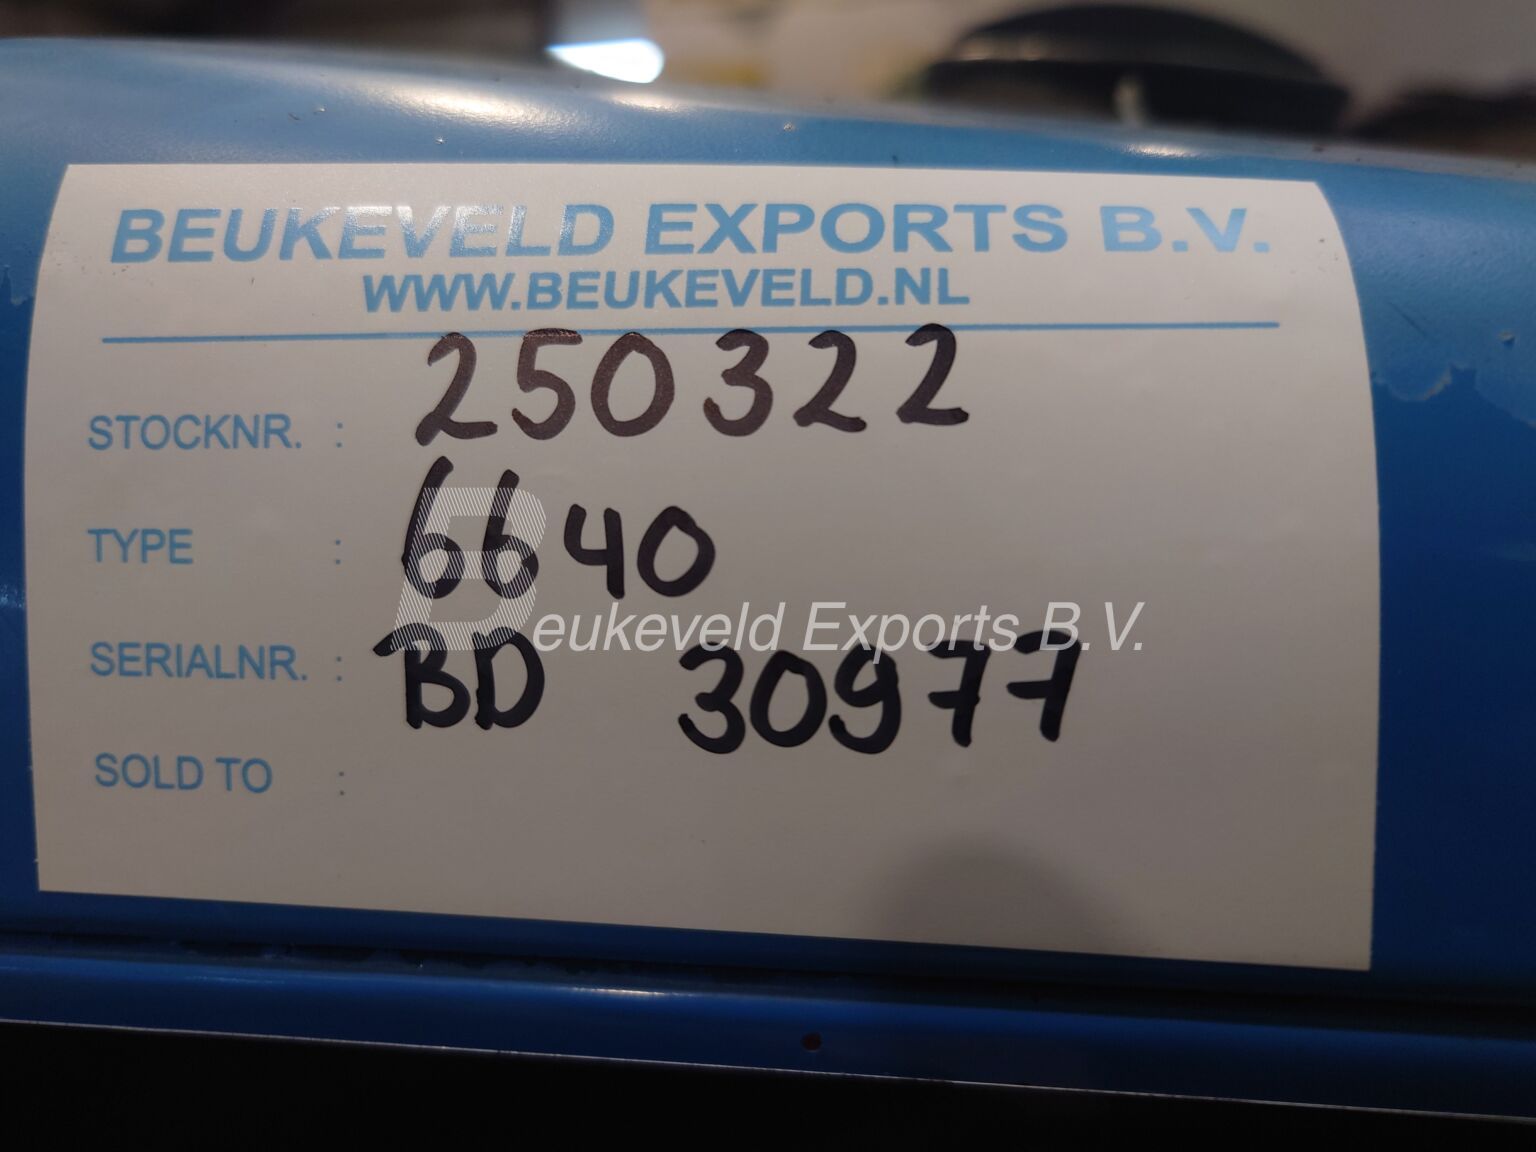 BEUKEVELD EXPORTS B.V.
WWW.BEUKEVELD.NL
STOCKNR. : 250322
TYPE : 6640
Beukeveld Exports B.V.
SERIALNR. : BD 30977
SOLD TO :